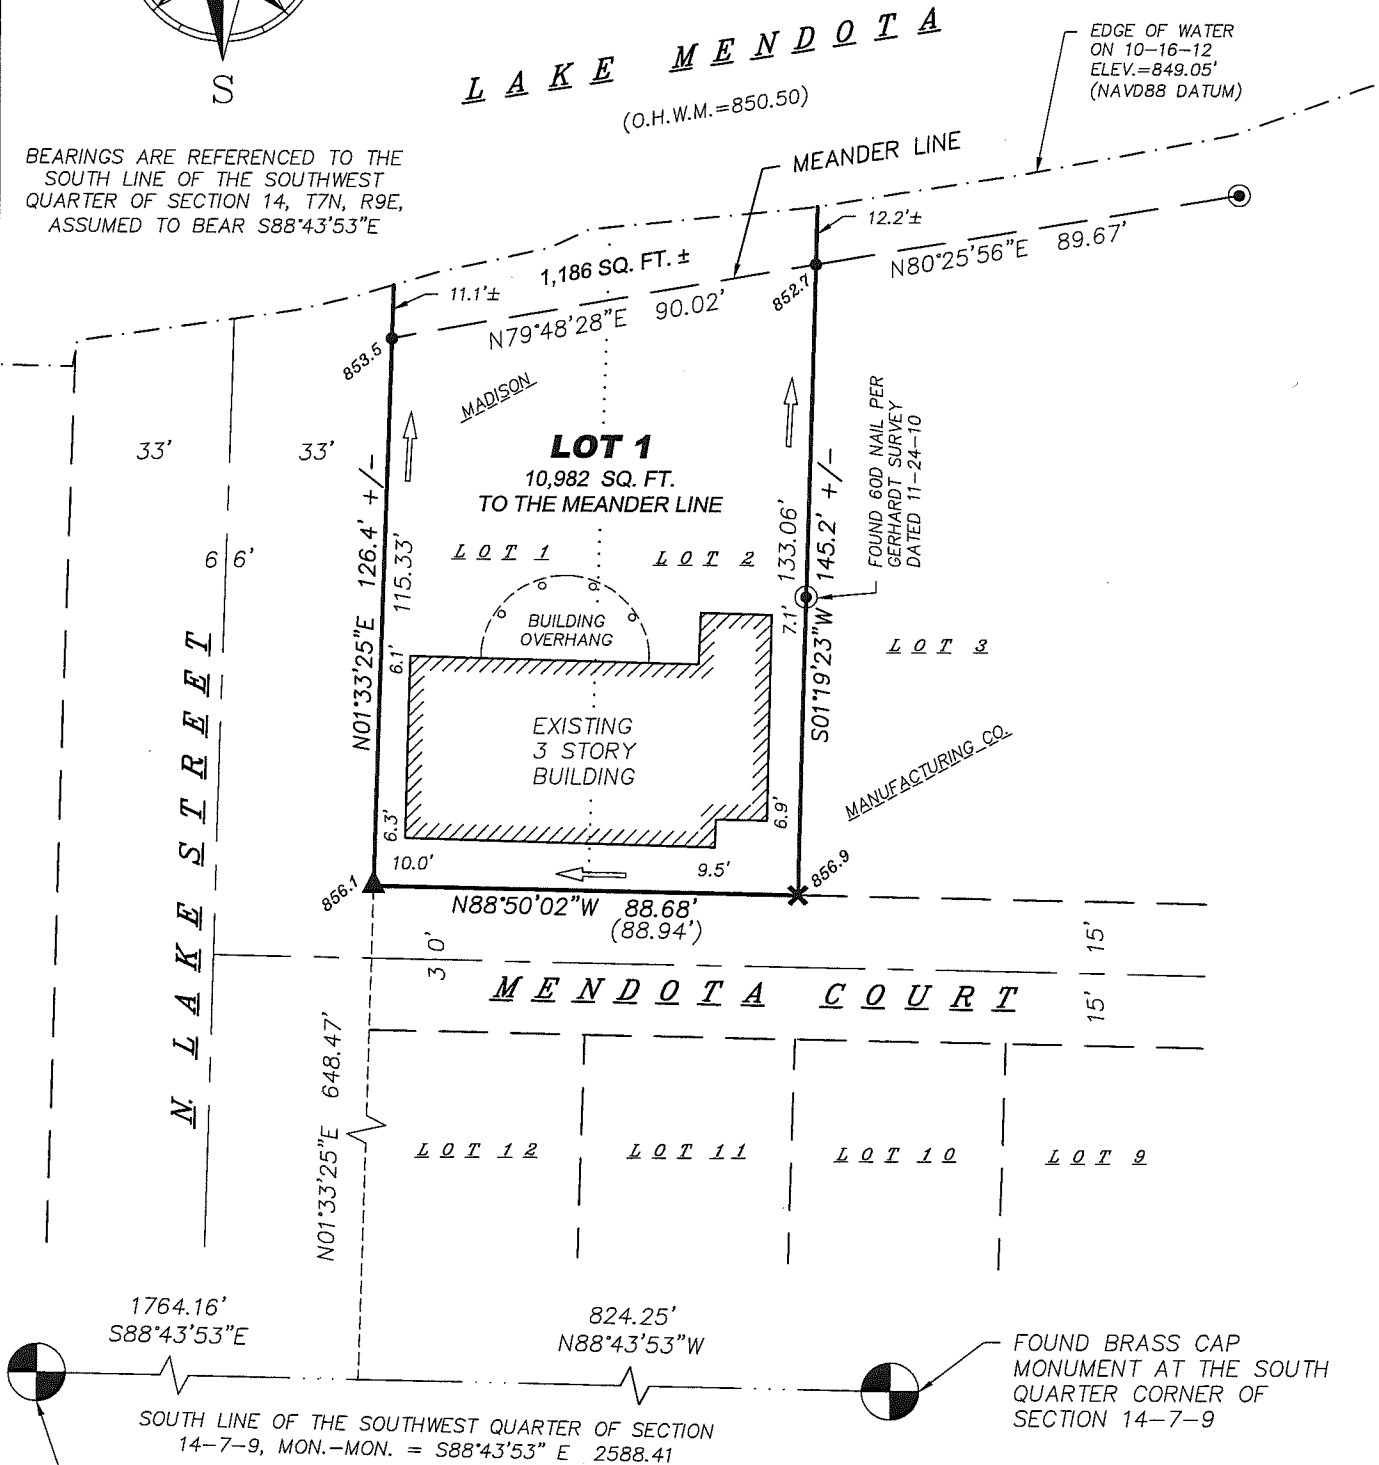 S
BEARINGS ARE REFERENCED TO THE
SOUTH LINE OF THE SOUTHWEST
QUARTER OF SECTION 14, T7N, R9E,
ASSUMED TO BEAR S88°43'53"E
LAKE MENDOTA
(O.H.W.M.=850.50)
EDGE OF WATER
ON 10-16-12
ELEV.=849.05'
(NAVD88 DATUM)
MEANDER LINE
12.2'±
N80°25'56"E 89.67'
1,186 SQ. FT. ±
11.1'±
N79°48'28"E 90.02'
852.7
853.5
MADISON
33'
33'
LOT 1
10,982 SQ. FT.
TO THE MEANDER LINE
FOUND 60D NAIL PER
GERHARDT SURVEY
DATED 11-24-10
66'
N01°33'25"E 126.4' +/-
115.33'
LOT 1
LOT 2
133.06'
S01°19'23"W 145.2' +/-
BUILDING
OVERHANG
7.1'
6.1'
LOT 3
EXISTING
3 STORY
BUILDING
MANUFACTURING CO.
6.3'
6.9'
10.0'
9.5'
856.1
856.9
N88°50'02"W 88.68'
(88.94')
N. LAKE STREET
30'
15'
15'
MENDOTA COURT
N01°33'25"E 648.47'
LOT 12
LOT 11
LOT 10
LOT 9
1764.16'
S88°43'53"E
824.25'
N88°43'53"W
FOUND BRASS CAP
MONUMENT AT THE SOUTH
QUARTER CORNER OF
SECTION 14-7-9
SOUTH LINE OF THE SOUTHWEST QUARTER OF SECTION
14-7-9, MON.-MON. = S88°43'53" E 2588.41